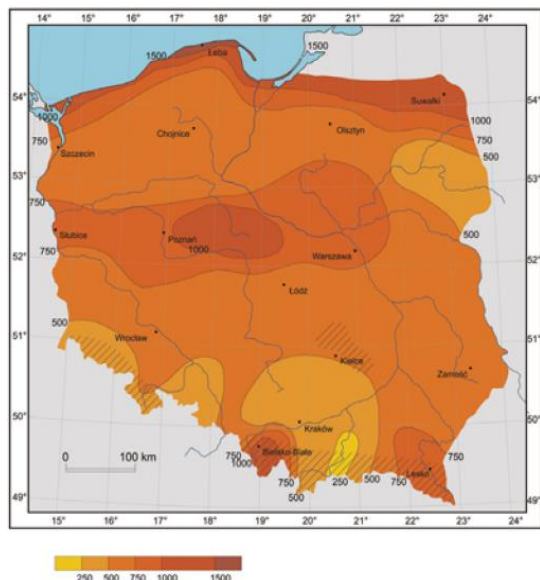 14° 15° 16° 17° 18° 19° 20° 21° 22° 23° 24°
1500
Łeba
1500
54°
Suwałki
54°
1000
Chojnice
Olsztyn
1000
750
750
Szczecin
500
53°
53°
750
Słubice
Poznań
500
750
1000
Warszawa
52°
52°
Łódź
500
51°
Wrocław
Kielce
51°
Zamość
50°
Kraków
50°
0 100 km
Bielsko-Biała
750
1000
750
Lesko
500
250
500
750
49°
49°
15° 16° 17° 18° 19° 20° 21° 22° 23°
250 500 750 1000 1500